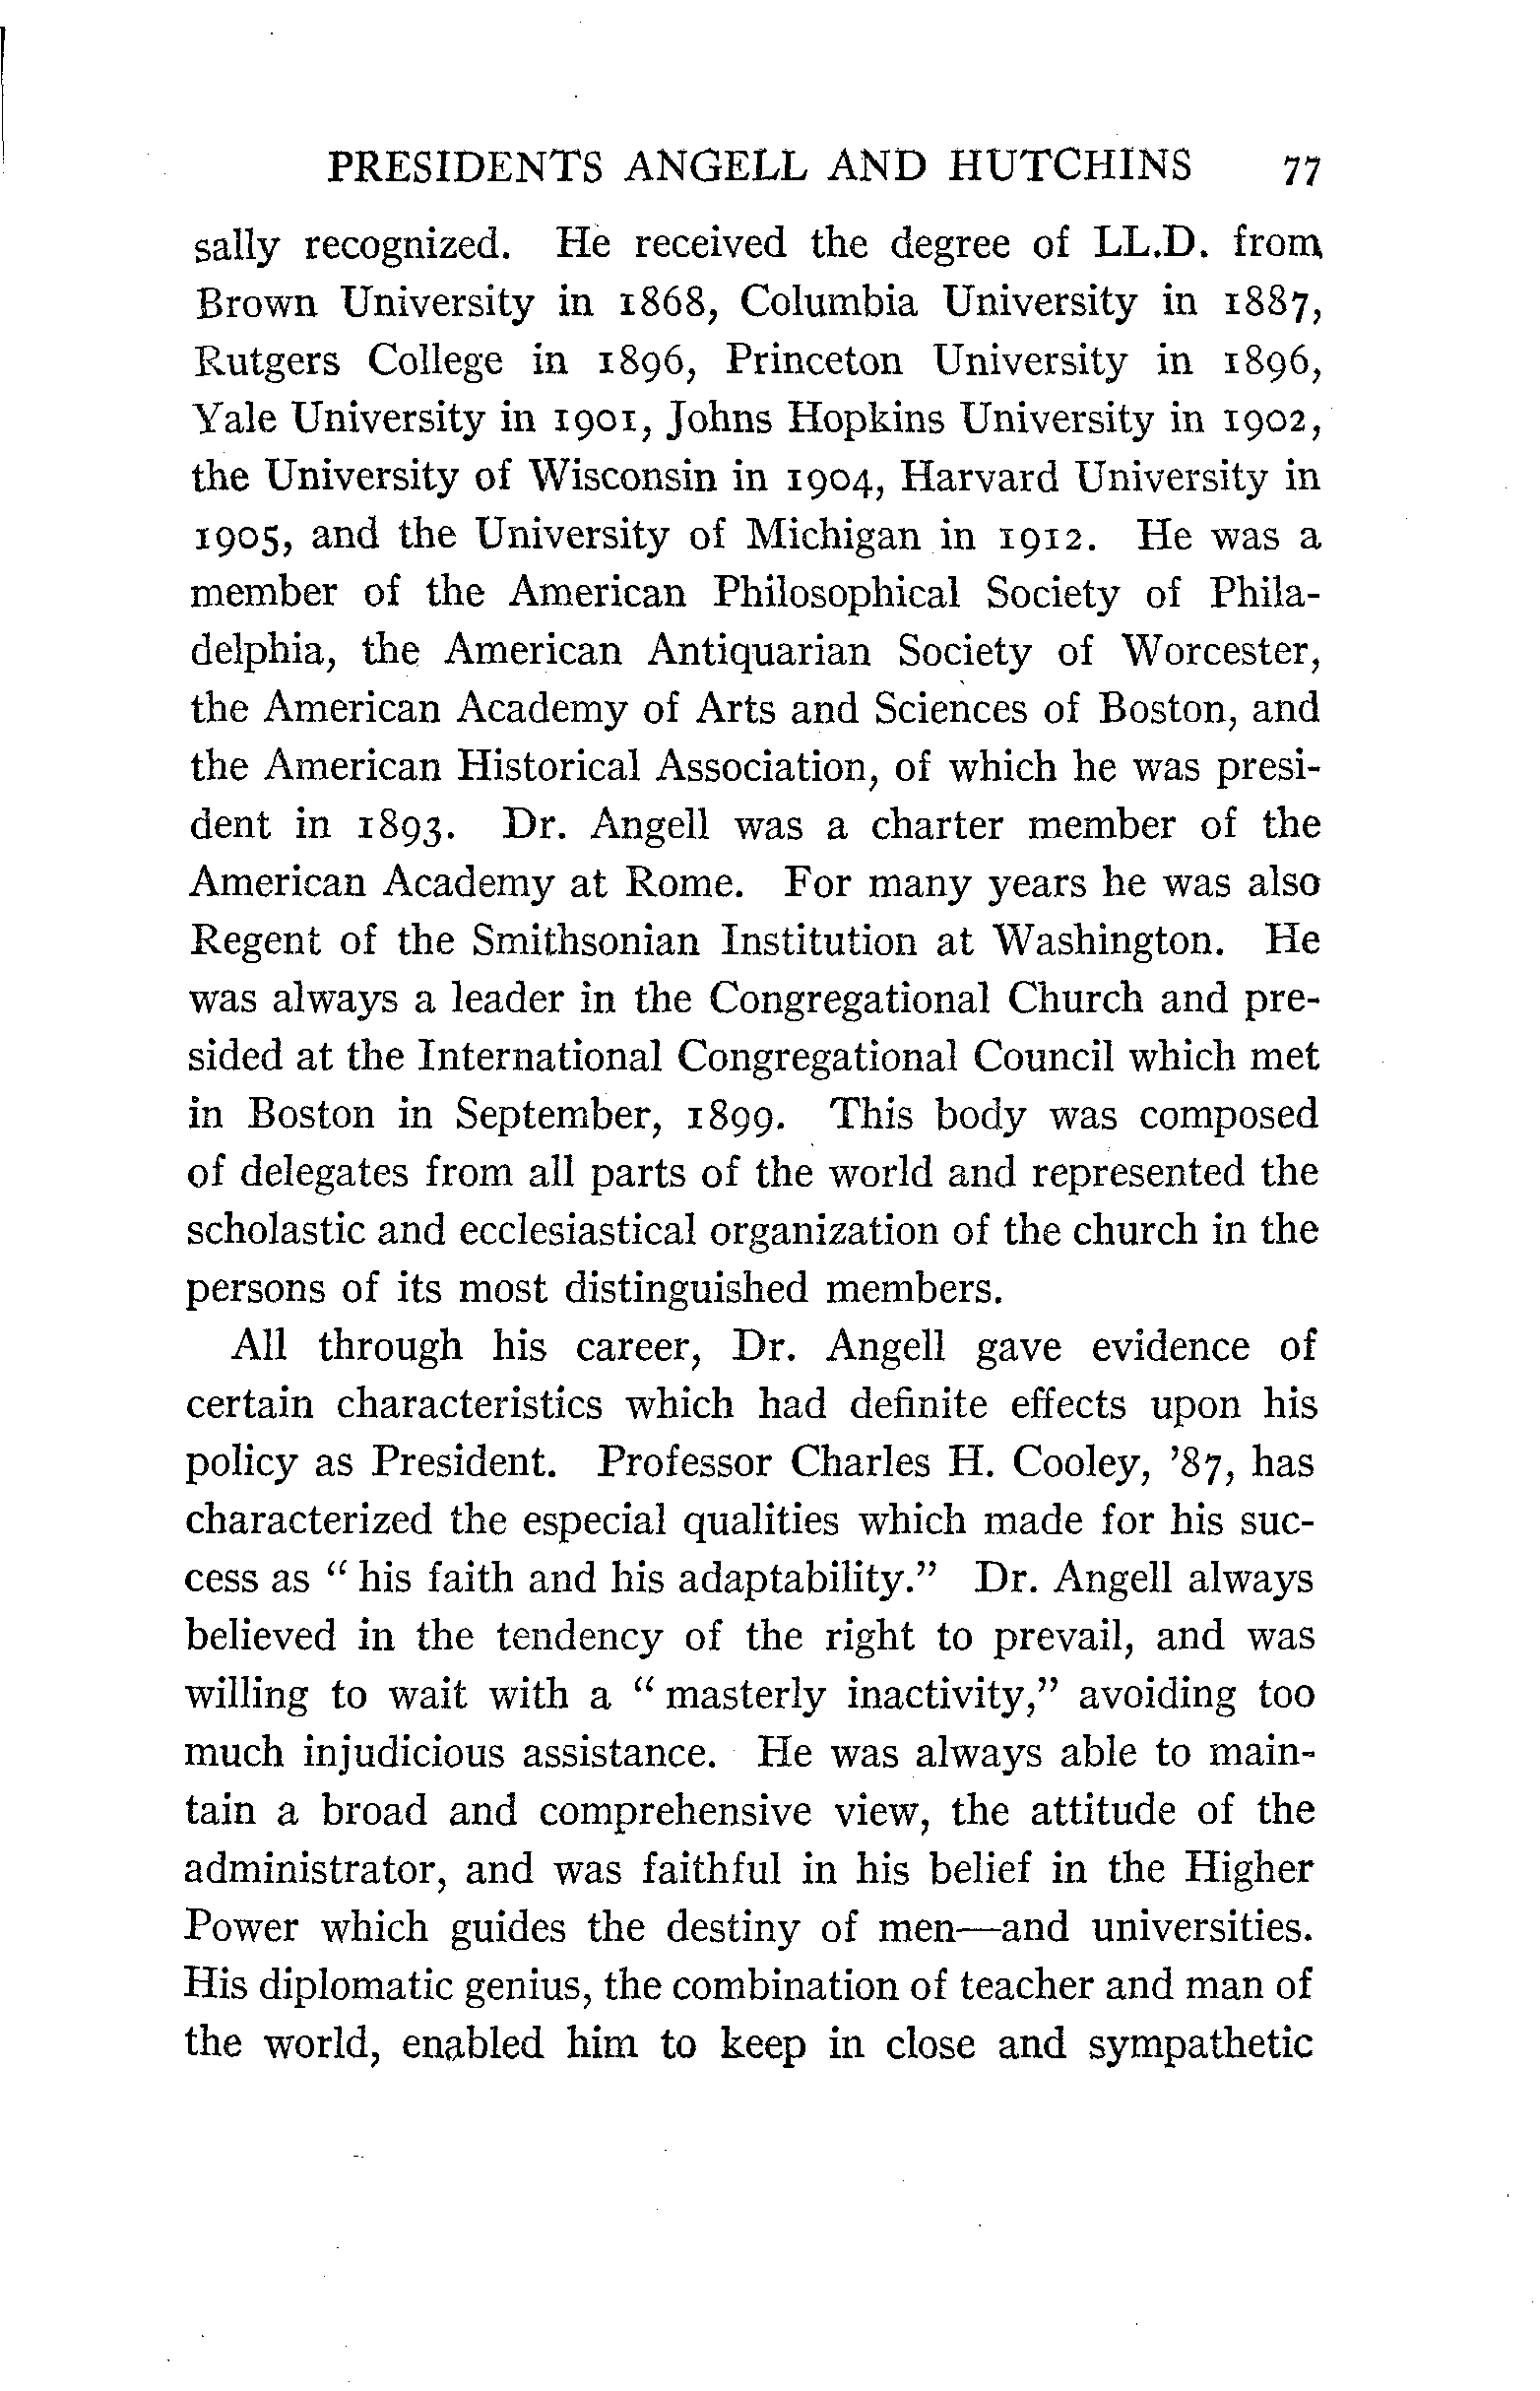 PRESIDENTS ANGELL AND HUTCHINS 77
sally recognized. He received the degree of LL.D. from
Brown University in 1868, Columbia University in 1887,
Rutgers College in 1896, Princeton University in 1896,
Yale University in 1901, Johns Hopkins University in 1902,
the University of Wisconsin in 1904, Harvard University in
1905, and the University of Michigan in 1912. He was a
member of the American Philosophical Society of Phila-
delphia, the American Antiquarian Society of Worcester,
the American Academy of Arts and Sciences of Boston, and
the American Historical Association, of which he was presi-
dent in 1893. Dr. Angell was a charter member of the
American Academy at Rome. For many years he was also
Regent of the Smithsonian Institution at Washington. He
was always a leader in the Congregational Church and pre-
sided at the International Congregational Council which met
in Boston in September, 1899. This body was composed
of delegates from all parts of the world and represented the
scholastic and ecclesiastical organization of the church in the
persons of its most distinguished members.
All through his career, Dr. Angell gave evidence of
certain characteristics which had definite effects upon his
policy as President. Professor Charles H. Cooley, ’87, has
characterized the especial qualities which made for his suc-
cess as “ his faith and his adaptability.” Dr. Angell always
believed in the tendency of the right to prevail, and was
willing to wait with a “ masterly inactivity,” avoiding too
much injudicious assistance. He was always able to main-
tain a broad and comprehensive view, the attitude of the
administrator, and was faithful in his belief in the Higher
Power which guides the destiny of men—and universities.
His diplomatic genius, the combination of teacher and man of
the world, enabled him to keep in close and sympathetic